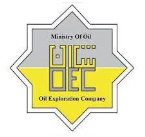 Ministry Of Oil
OEC
Oil Exploration Company